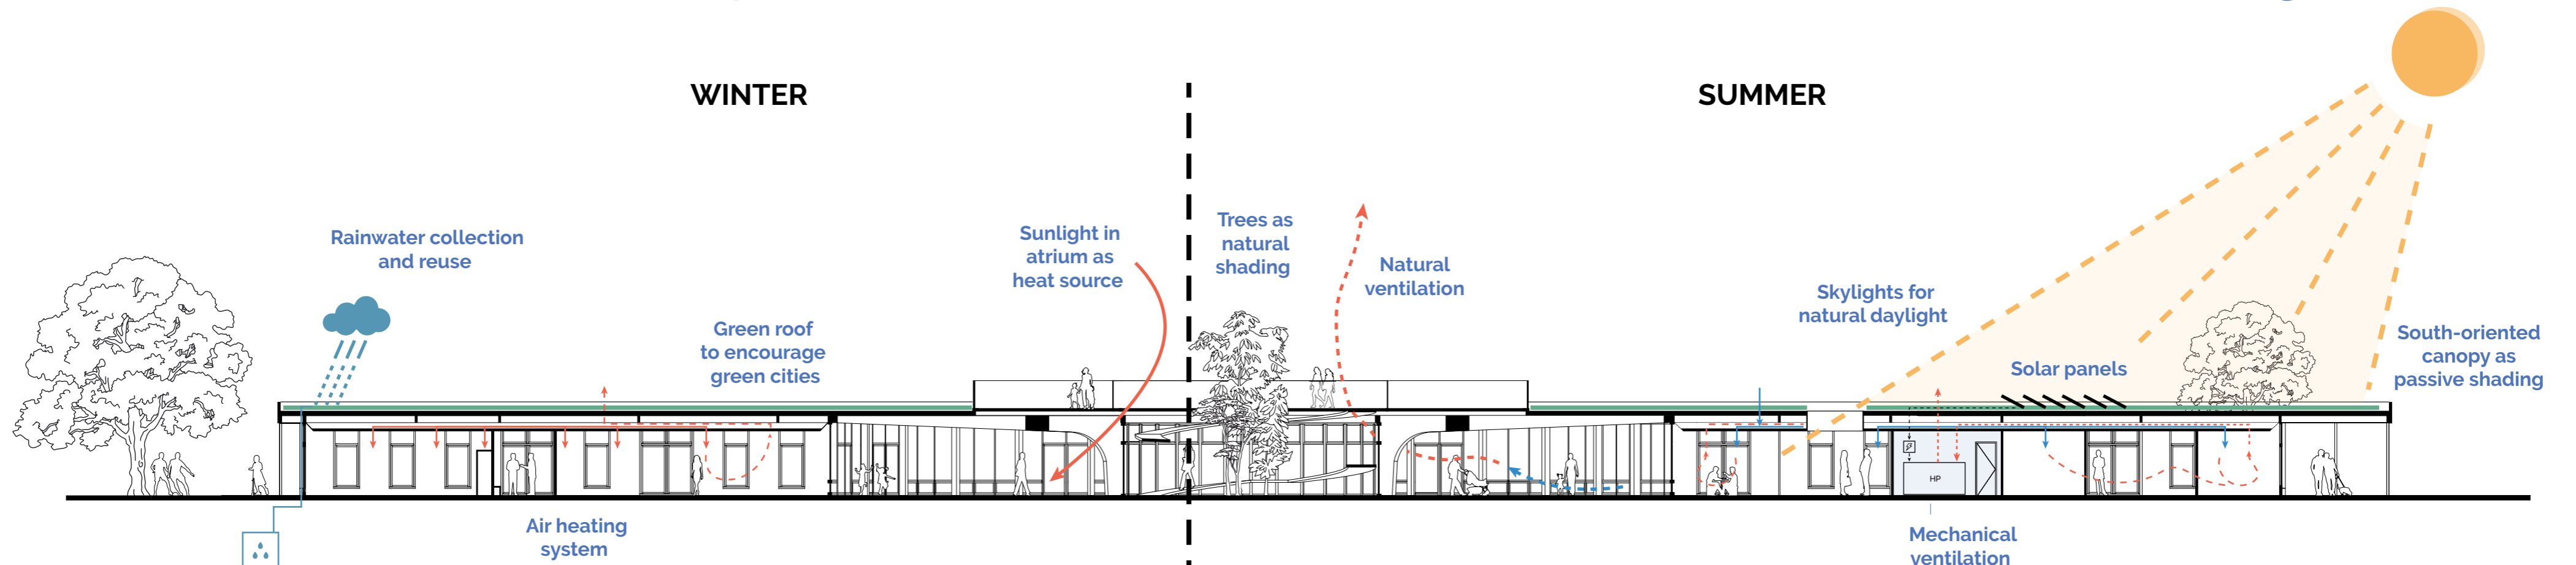 WINTER
SUMMER
Rainwater collection
and reuse
Green roof
to encourage
green cities
Sunlight in
atrium as
heat source
Trees as
natural
shading
Natural
ventilation
Skylights for
natural daylight
Solar panels
South-oriented
canopy as
passive shading
HP
Air heating
system
Mechanical
ventilation